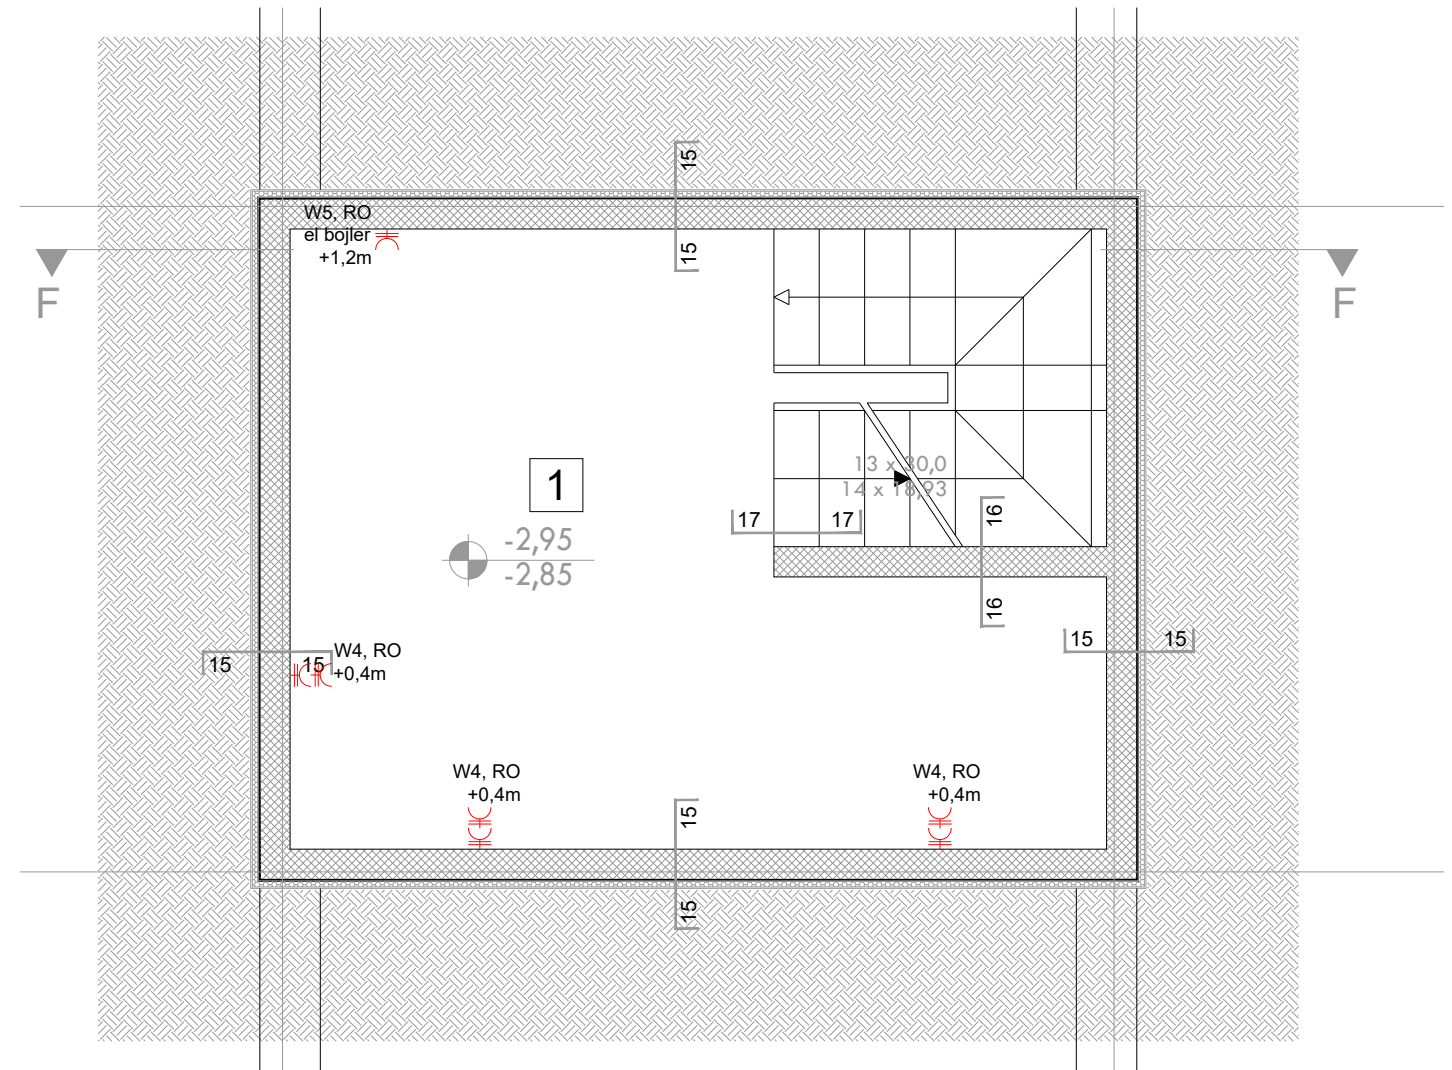 15
W5, RO
el bojler
+1,2m
15
F
F
13 x 30,0
14 x 18,93
1
16
17
17
-2,95
-2,85
16
15
15
15
15
W4, RO
+0,4m
W4, RO
+0,4m
W4, RO
+0,4m
15
15